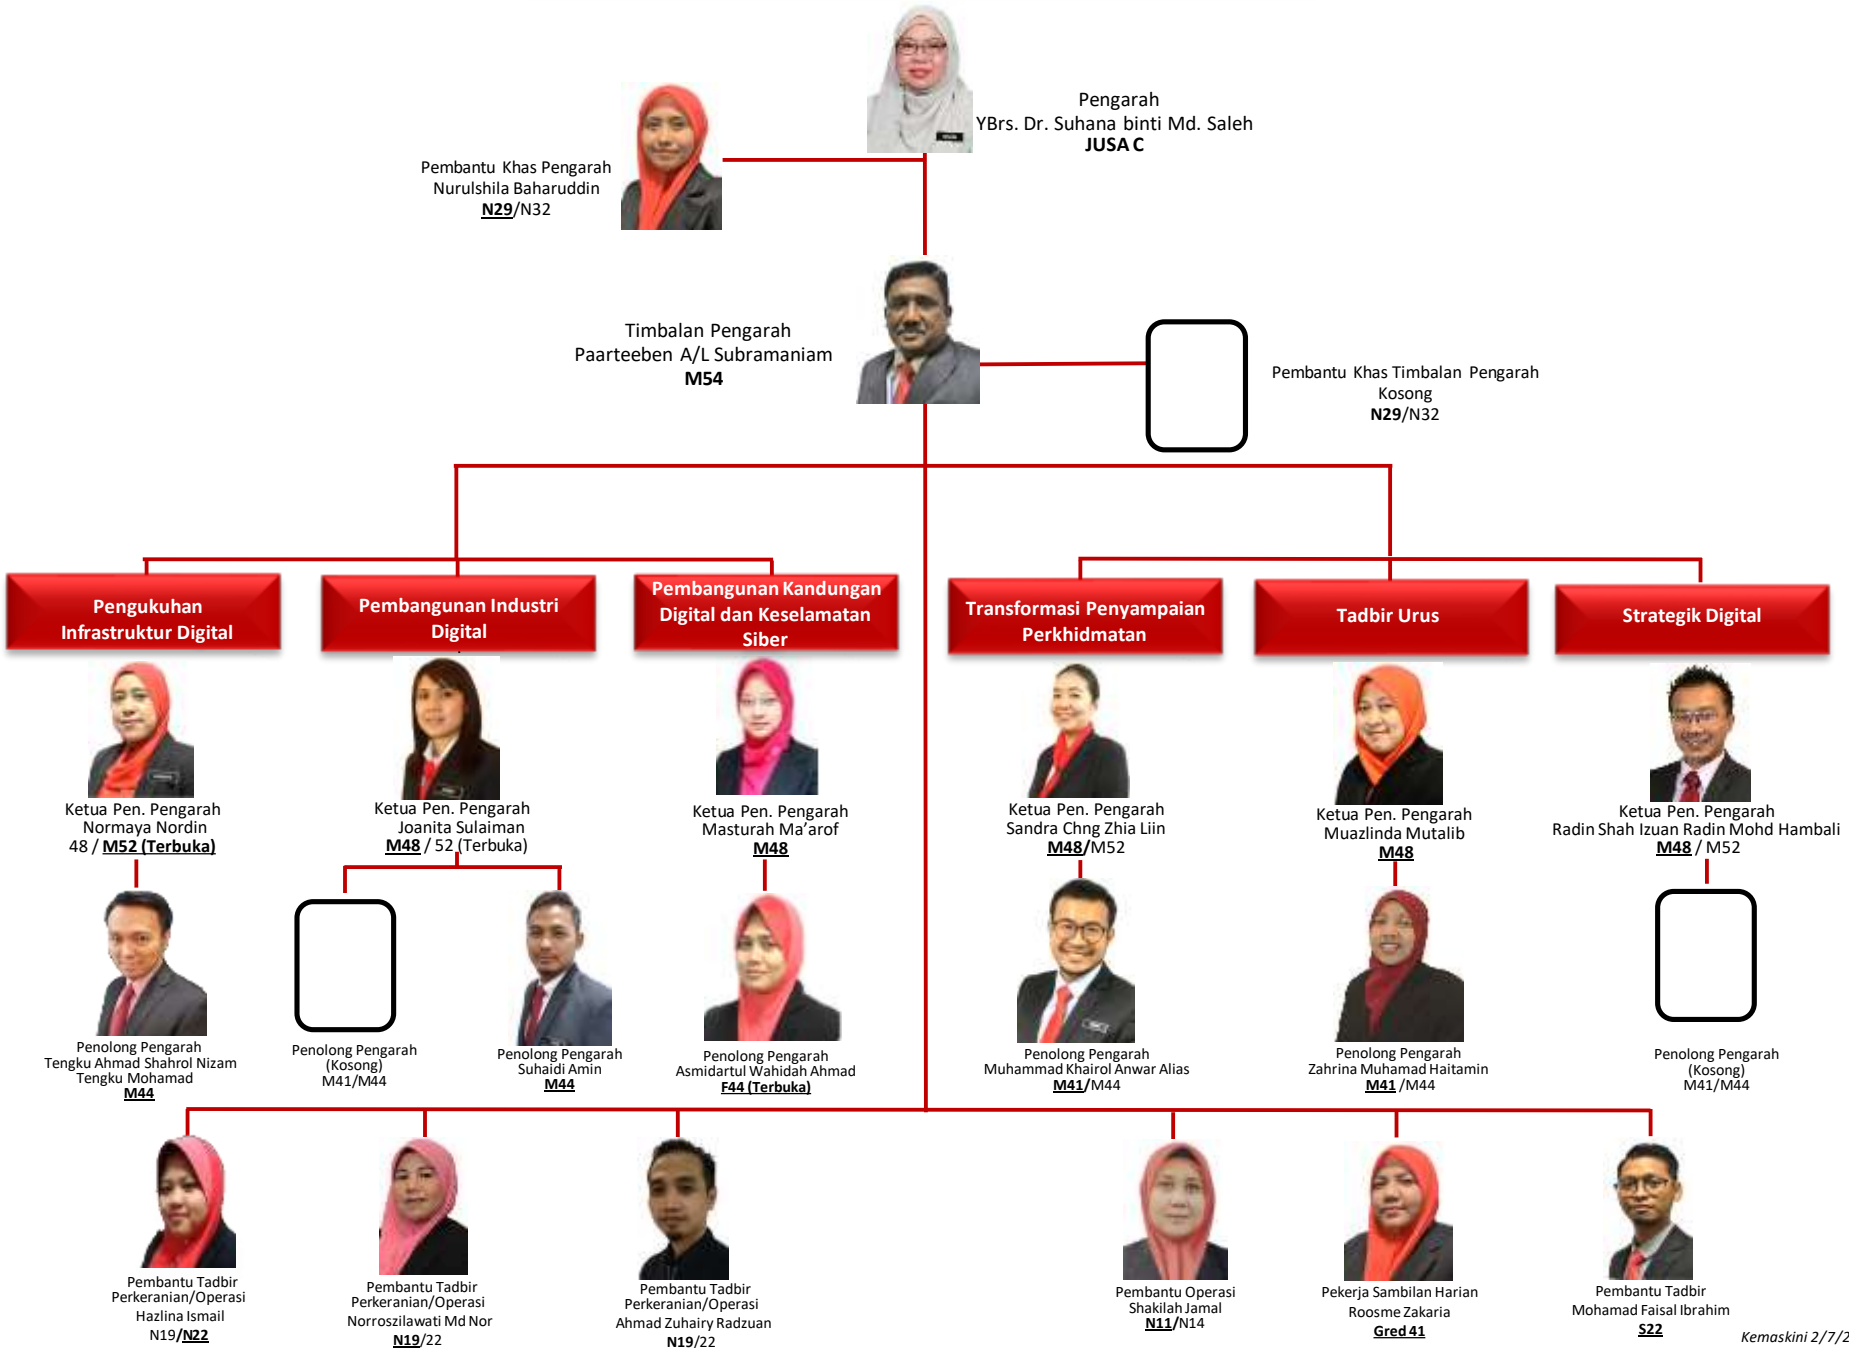 Pengarah
YBrs. Dr. Suhana binti Md. Saleh
JUSA C
Pembantu Khas Pengarah
Nurulshila Baharuddin
N29/N32
Timbalan Pengarah
Paarteeben A/L Subramaniam
M54
Pembantu Khas Timbalan Pengarah
Kosong
N29/N32
Pengukuhan
Infrastruktur Digital
Pembangunan Industri
Digital
Pembangunan Kandungan
Digital dan Keselamatan
Siber
Transformasi Penyampaian
Perkhidmatan
Tadbir Urus
Strategik Digital
Ketua Pen. Pengarah
Normaya Nordin
48 / M52 (Terbuka)
Ketua Pen. Pengarah
Joanita Sulaiman
M48 / 52 (Terbuka)
Ketua Pen. Pengarah
Masturah Ma’arof
M48
Ketua Pen. Pengarah
Sandra Chng Zhia Liin
M48/M52
Ketua Pen. Pengarah
Muazlinda Mutalib
M48
Ketua Pen. Pengarah
Radin Shah Izuan Radin Mohd Hambali
M48 / M52
Penolong Pengarah
Tengku Ahmad Shahrol Nizam
Tengku Mohamad
M44
Penolong Pengarah
(Kosong)
M41/M44
Penolong Pengarah
Suhaidi Amin
M44
Penolong Pengarah
Asmidartul Wahidah Ahmad
F44 (Terbuka)
Penolong Pengarah
Muhammad Khairol Anwar Alias
M41/M44
Penolong Pengarah
Zahrina Muhamad Haitamin
M41 /M44
Penolong Pengarah
(Kosong)
M41/M44
Pembantu Tadbir
Perkeranian/Operasi
Hazlina Ismail
N19/N22
Pembantu Tadbir
Perkeranian/Operasi
Norroszilawati Md Nor
N19/22
Pembantu Tadbir
Perkeranian/Operasi
Ahmad Zuhairy Radzuan
N19/22
Pembantu Operasi
Shakilah Jamal
N11/N14
Pekerja Sambilan Harian
Roosme Zakaria
Gred 41
Pembantu Tadbir
Mohamad Faisal Ibrahim
S22
Kemaskini 2/7/2